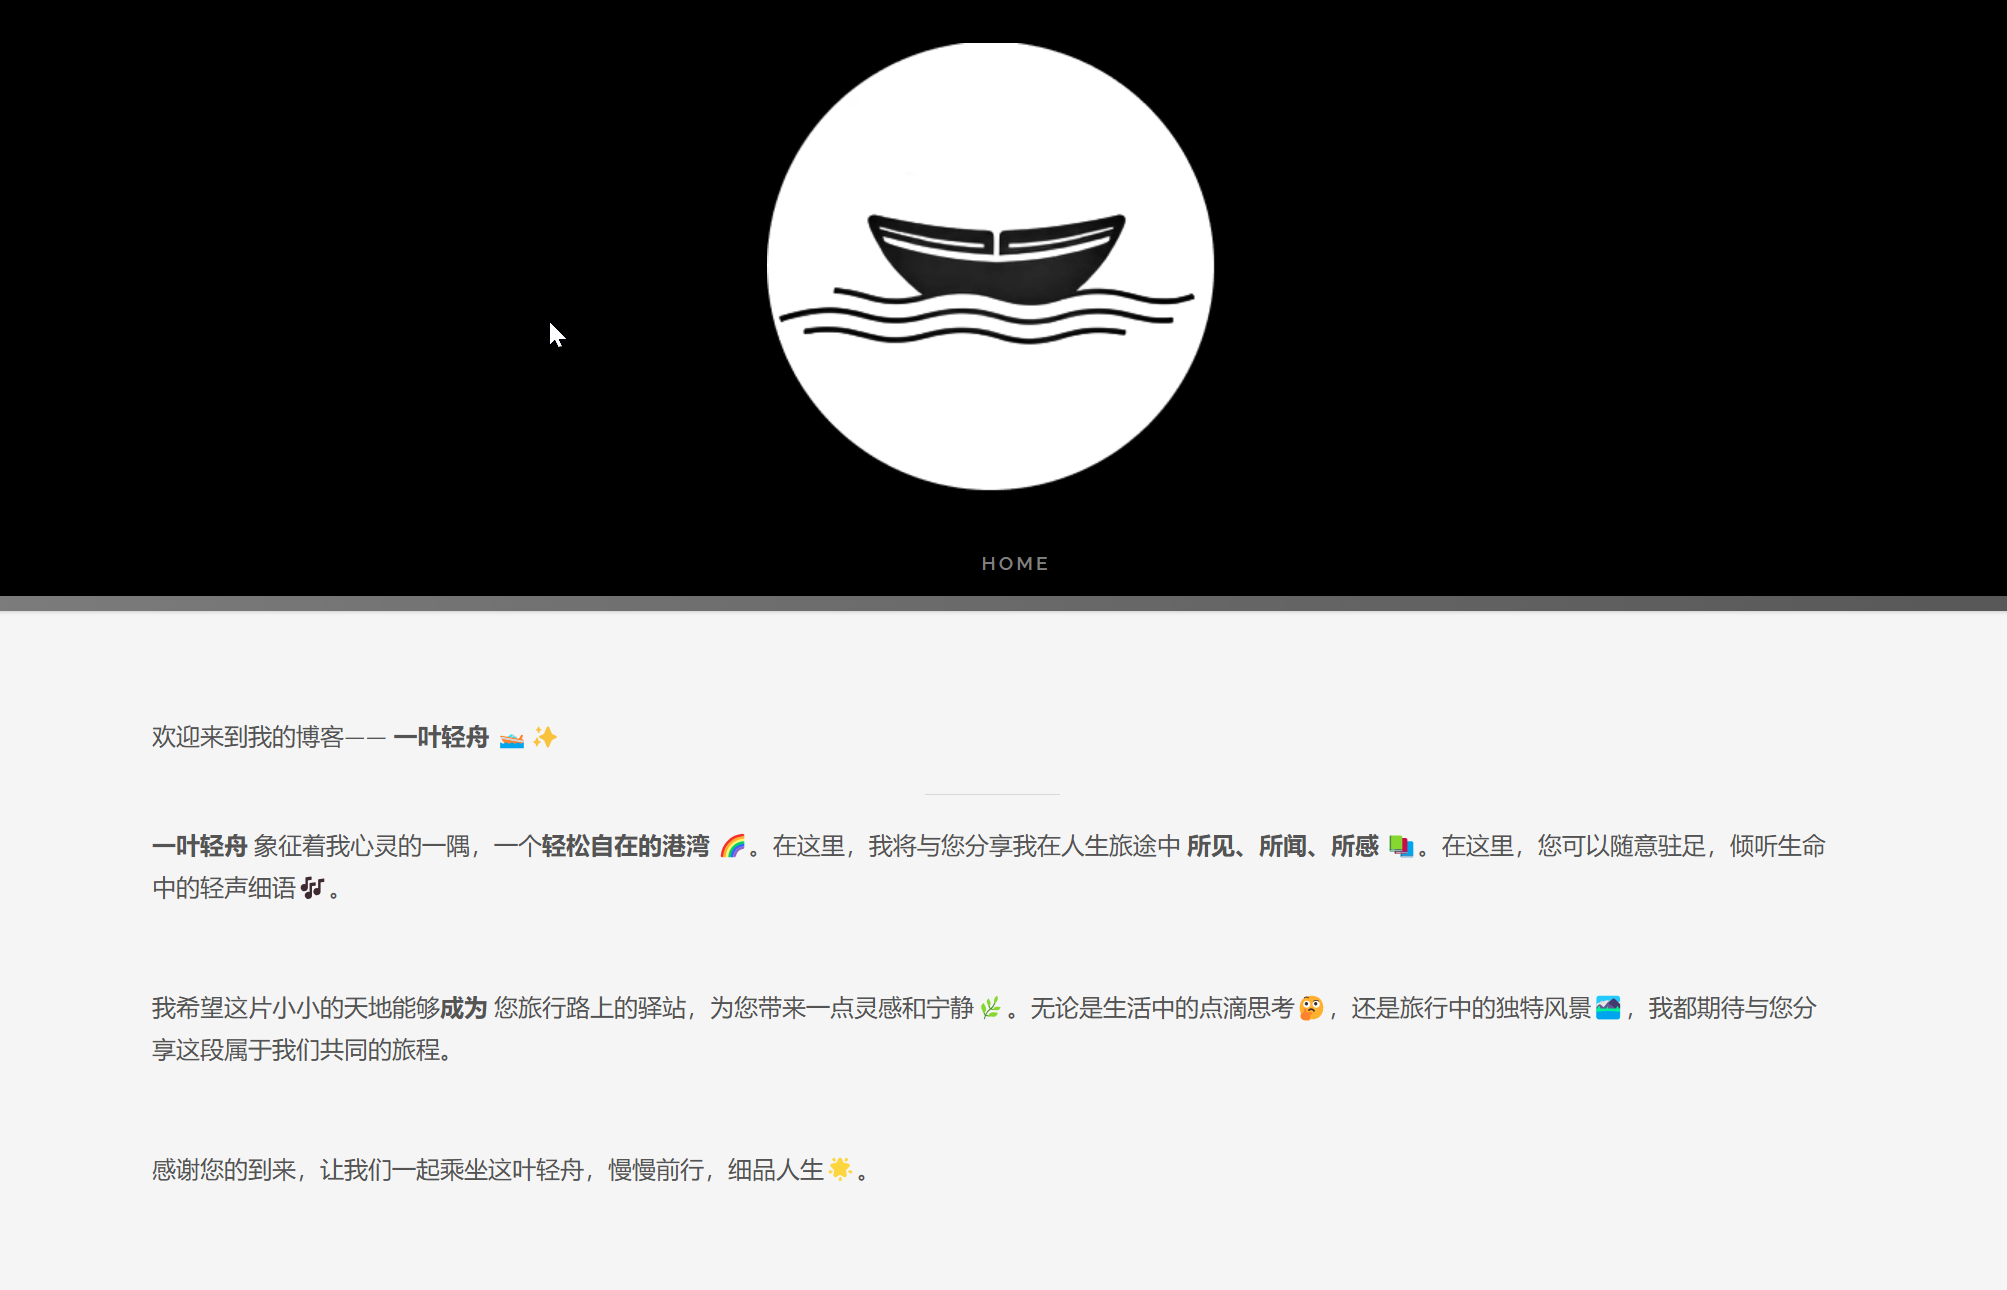 HOME
欢迎来到我的博客—— 一叶轻舟 🚤 ✨
一叶轻舟 象征着我心灵的一隅，一个轻松自在的港湾 🌈。在这里，我将与您分享我在人生旅途中 所见、所闻、所感 📚。在这里，您可以随意驻足，倾听生命
中的轻声细语🎶。
我希望这片小小的天地能够成为 您旅行路上的驿站，为您带来一点灵感和宁静🌿。无论是生活中的点滴思考🤔，还是旅行中的独特风景🏞，我都期待与您分
享这段属于我们共同的旅程。
感谢您的到来，让我们一起乘坐这叶轻舟，慢慢前行，细品人生🌟。